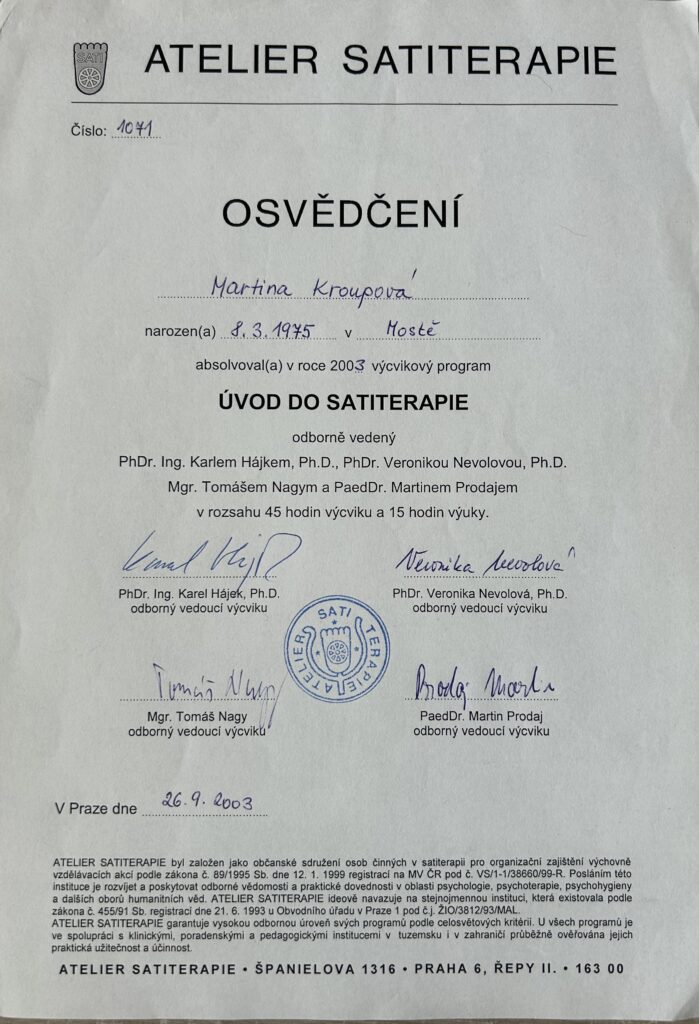 SATI
ATELIER SATITERAPIE
Číslo: 1071
OSVĚDČENÍ
Martina Kroupová
narozen(a) 8.3.1975 v Mostě
absolvoval(a) v roce 2003 výcvikový program
ÚVOD DO SATITERAPIE
odborně vedený
PhDr. Ing. Karlem Hájkem, Ph.D., PhDr. Veronikou Nevolovou, Ph.D.
Mgr. Tomášem Nagym a PaedDr. Martinem Prodajem
v rozsahu 45 hodin výcviku a 15 hodin výuky.
Karel Hájek Veronika Nevolová
PhDr. Ing. Karel Hájek, Ph.D. PhDr. Veronika Nevolová, Ph.D.
odborný vedoucí výcviku odborný vedoucí výcviku
ATELIER SATI TERAPIE
Tomáš Nagy Prodaj Martin
Mgr. Tomáš Nagy PaedDr. Martin Prodaj
odborný vedoucí výcviku odborný vedoucí výcviku
V Praze dne 26.9.2003
ATELIER SATITERAPIE byl založen jako občanské sdružení osob činných v satiterapii pro organizační zajištění výchovně
vzdělávacích akcí podle zákona č. 89/1995 Sb. dne 12. 1. 1999 registrací na MV ČR pod č. VS/1-1/38660/99-R. Posláním této
instituce je rozvíjet a poskytovat odborné vědomosti a praktické dovednosti v oblasti psychologie, psychoterapie, psychohygieny
a dalších oborů humanitních věd. ATELIER SATITERAPIE ideově navazuje na stejnojmennou instituci, která existovala podle
zákona č. 455/91 Sb. registrací dne 21. 6. 1993 u Obvodního úřadu v Praze 1 pod č.j. ŽIO/3812/93/MAL.
ATELIER SATITERAPIE garantuje vysokou odbornou úroveň svých programů podle celosvětových kritérií. U všech programů je
ve spolupráci s klinickými, poradenskými a pedagogickými institucemi v tuzemsku i v zahraničí průběžně ověřována jejich
praktická užitečnost a účinnost.
ATELIER SATITERAPIE • ŠPANIELOVA 1316 • PRAHA 6, ŘEPY II. • 163 00